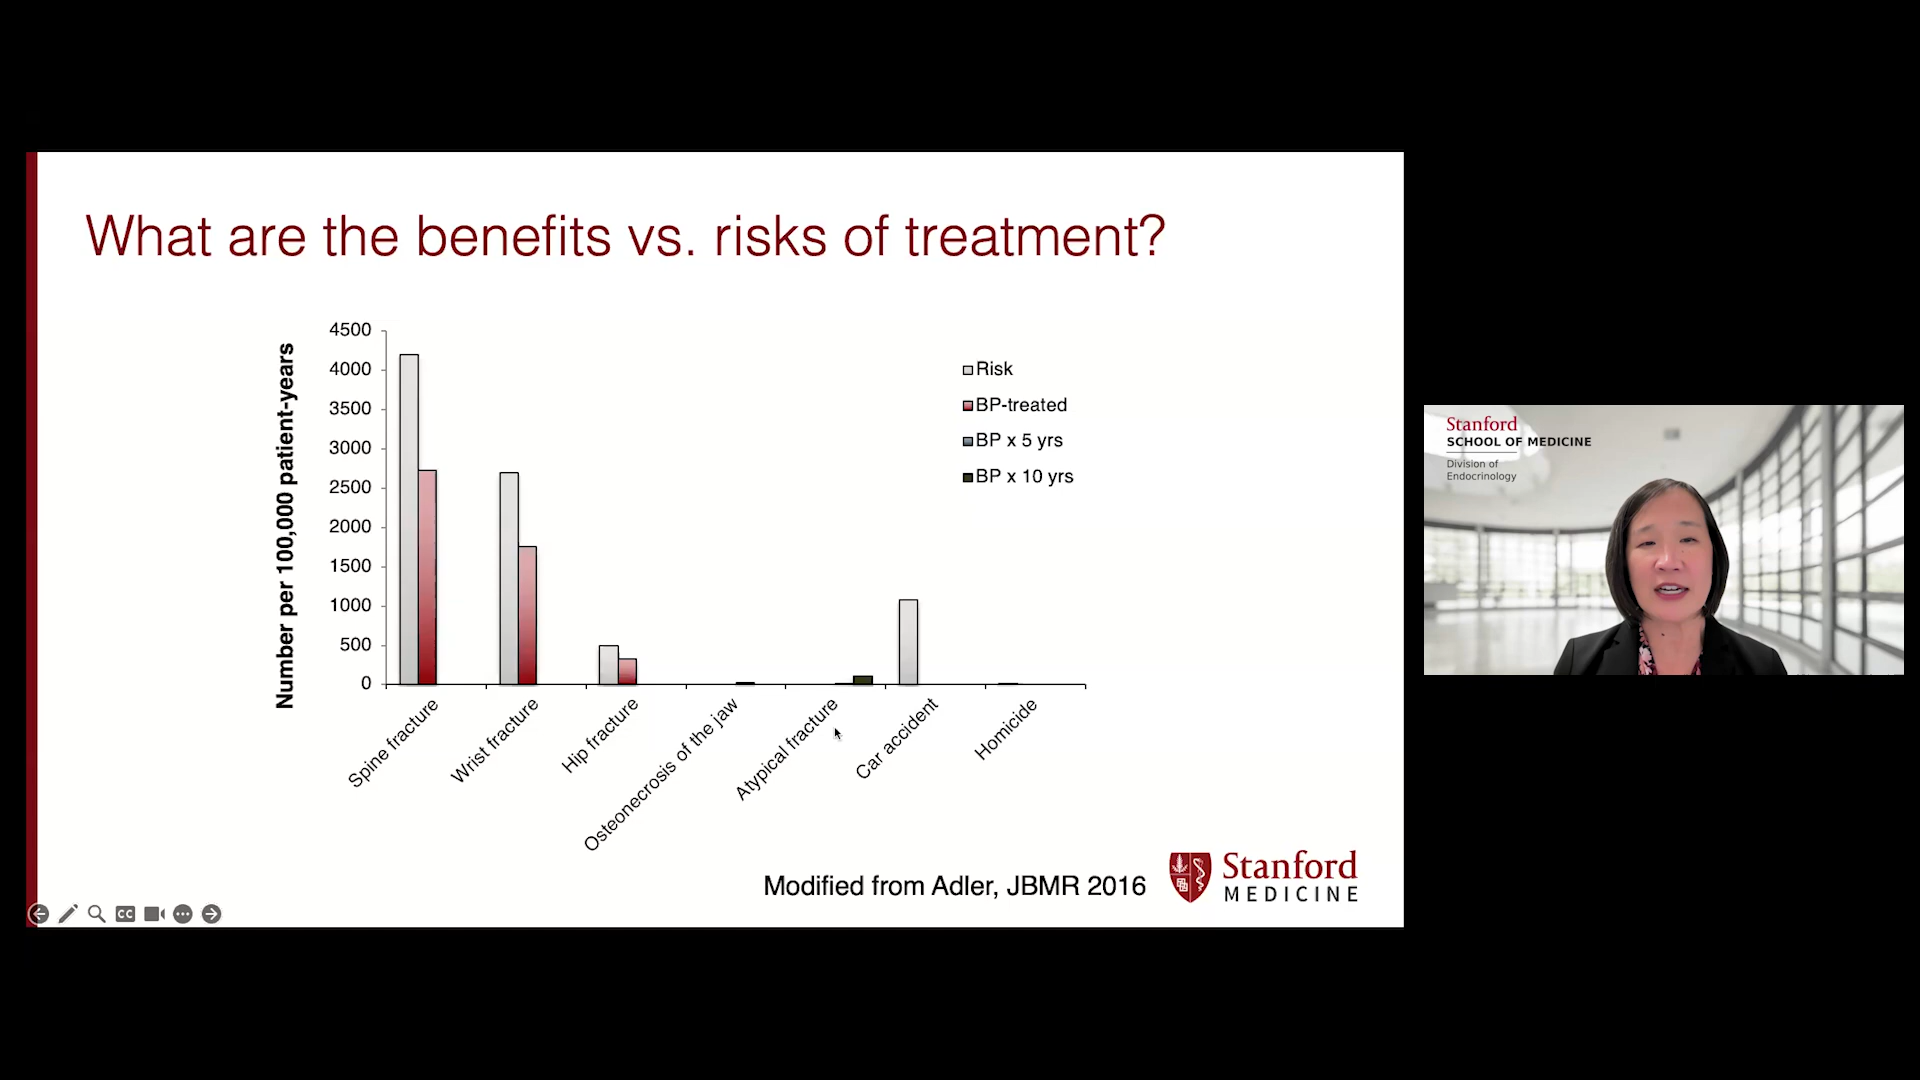 What are the benefits vs. risks of treatment?
Number per 100,000 patient-years
4500
4000
3500
3000
2500
2000
1500
1000
500
0
Spine fracture
Wrist fracture
Hip fracture
Osteonecrosis of the jaw
Atypical fracture
Car accident
Homicide
Risk
BP-treated
BP x 5 yrs
BP x 10 yrs
Modified from Adler, JBMR 2016
Stanford
MEDICINE
CC
Stanford
SCHOOL OF MEDICINE
Division of
Endocrinology